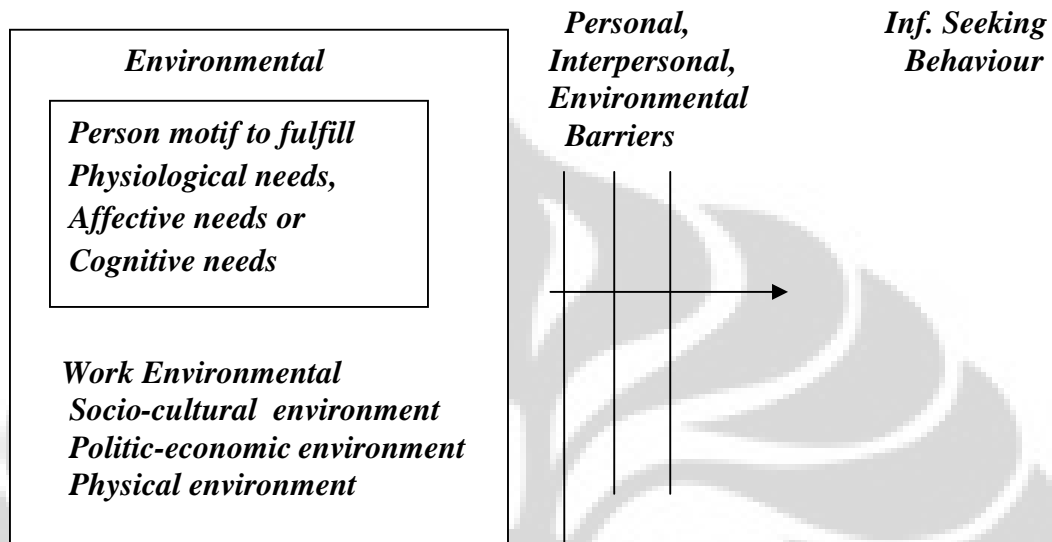 Environmental
Person motif to fulfill
Physiological needs,
Affective needs or
Cognitive needs
Work Environmental
Socio-cultural environment
Politic-economic environment
Physical environment
Personal,
Interpersonal,
Environmental
Barriers
Inf. Seeking
Behaviour